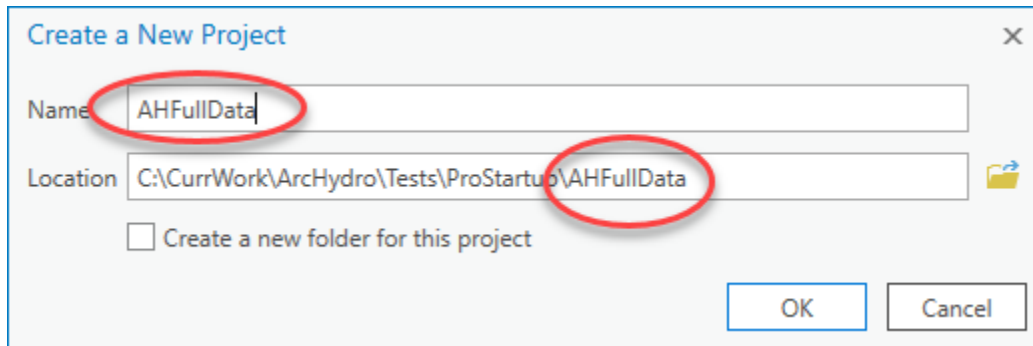 Create a New Project
Name AHFullData
Location C:\CurrWork\ArcHydro\Tests\ProStartup\AHFullData
Create a new folder for this project
OK Cancel